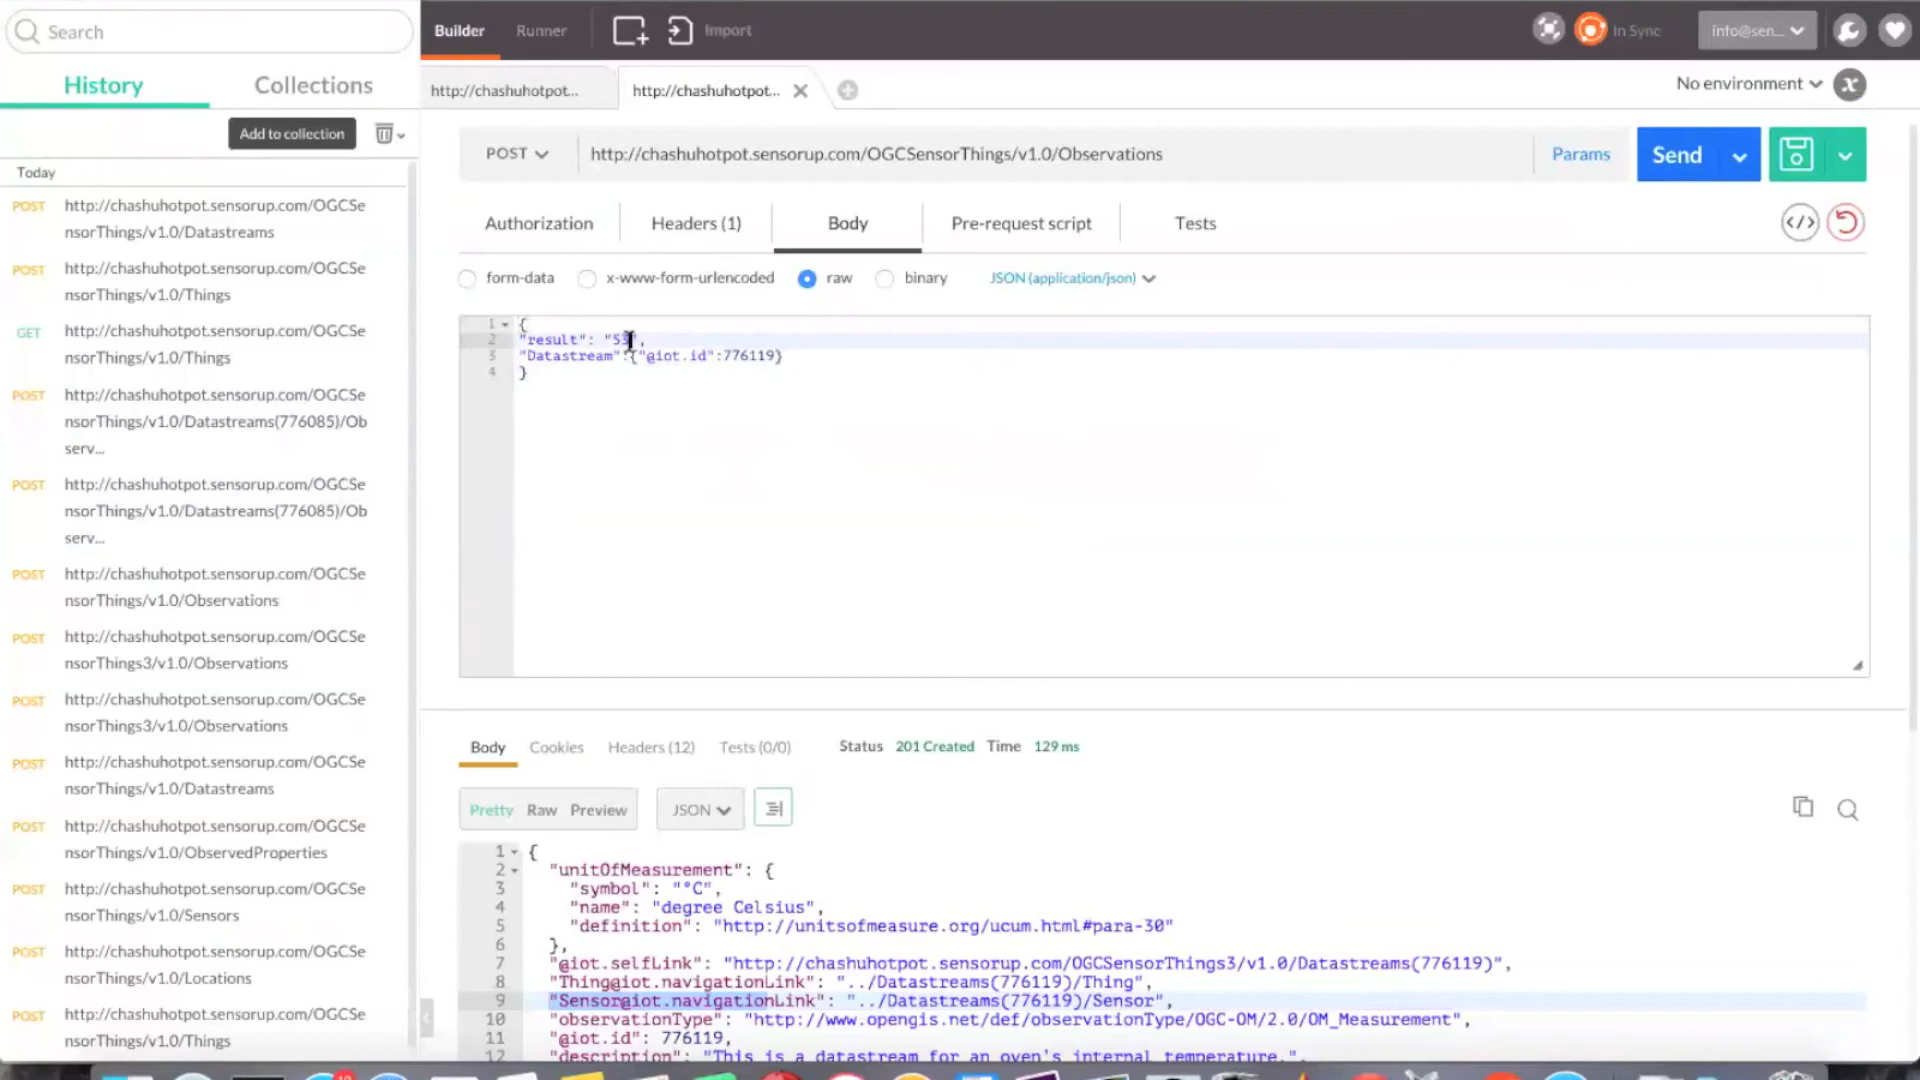 Search
Builder
Runner
Import
In Sync
info@sen...
History
Collections
http://chashuhotpot...
http://chashuhotpot...
No environment
Add to collection
POST
http://chashuhotpot.sensorup.com/OGCSensorThings/v1.0/Observations
Params
Send
Today
POST http://chashuhotpot.sensorup.com/OGCSe
nsorThings/v1.0/Datastreams
POST http://chashuhotpot.sensorup.com/OGCSe
nsorThings/v1.0/Things
GET http://chashuhotpot.sensorup.com/OGCSe
nsorThings/v1.0/Things
POST http://chashuhotpot.sensorup.com/OGCSe
nsorThings/v1.0/Datastreams(776085)/Ob
serv...
POST http://chashuhotpot.sensorup.com/OGCSe
nsorThings/v1.0/Datastreams(776085)/Ob
serv...
POST http://chashuhotpot.sensorup.com/OGCSe
nsorThings/v1.0/Observations
POST http://chashuhotpot.sensorup.com/OGCSe
nsorThings3/v1.0/Observations
POST http://chashuhotpot.sensorup.com/OGCSe
nsorThings3/v1.0/Observations
POST http://chashuhotpot.sensorup.com/OGCSe
nsorThings/v1.0/Datastreams
POST http://chashuhotpot.sensorup.com/OGCSe
nsorThings/v1.0/ObservedProperties
POST http://chashuhotpot.sensorup.com/OGCSe
nsorThings/v1.0/Sensors
POST http://chashuhotpot.sensorup.com/OGCSe
nsorThings/v1.0/Locations
POST http://chashuhotpot.sensorup.com/OGCSe
nsorThings/v1.0/Things
Authorization
Headers (1)
Body
Pre-request script
Tests
form-data
x-www-form-urlencoded
raw
binary
JSON (application/json)
1 {
2 "result": "53",
3 "Datastream":{"@iot.id":776119}
4 }
Body
Cookies
Headers (12)
Tests (0/0)
Status 201 Created Time 129 ms
Pretty
Raw
Preview
JSON
1 {
2 "unitOfMeasurement": {
3 "symbol": "°C",
4 "name": "degree Celsius",
5 "definition": "http://unitsofmeasure.org/ucum.html#para-30"
6 },
7 "@iot.selfLink": "http://chashuhotpot.sensorup.com/OGCSensorThings3/v1.0/Datastreams(776119)",
8 "Thing@iot.navigationLink": "../Datastreams(776119)/Thing",
9 "Sensor@iot.navigationLink": "../Datastreams(776119)/Sensor",
10 "observationType": "http://www.opengis.net/def/observationType/OGC-OM/2.0/OM_Measurement",
11 "@iot.id": 776119,
12 "description": "This is a datastream for an oven's internal temperature.",